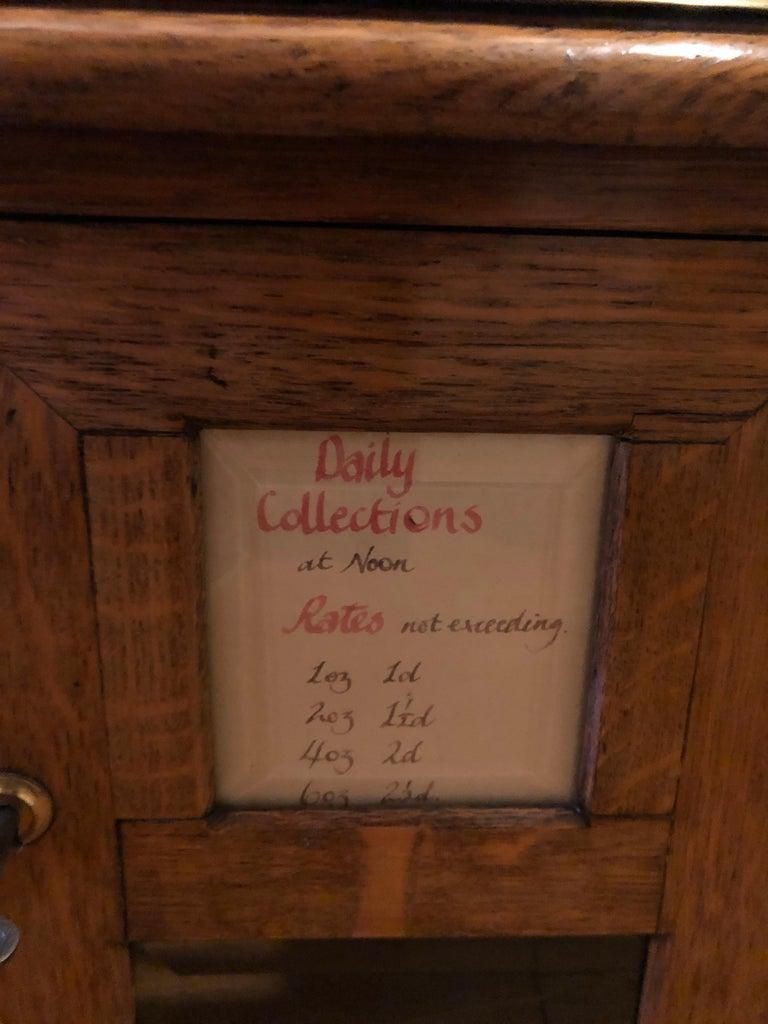 Daily
Collections
at Noon
Rates not exceeding.
1oz 1d
2oz 1½d
4oz 2d
6oz 2½d.